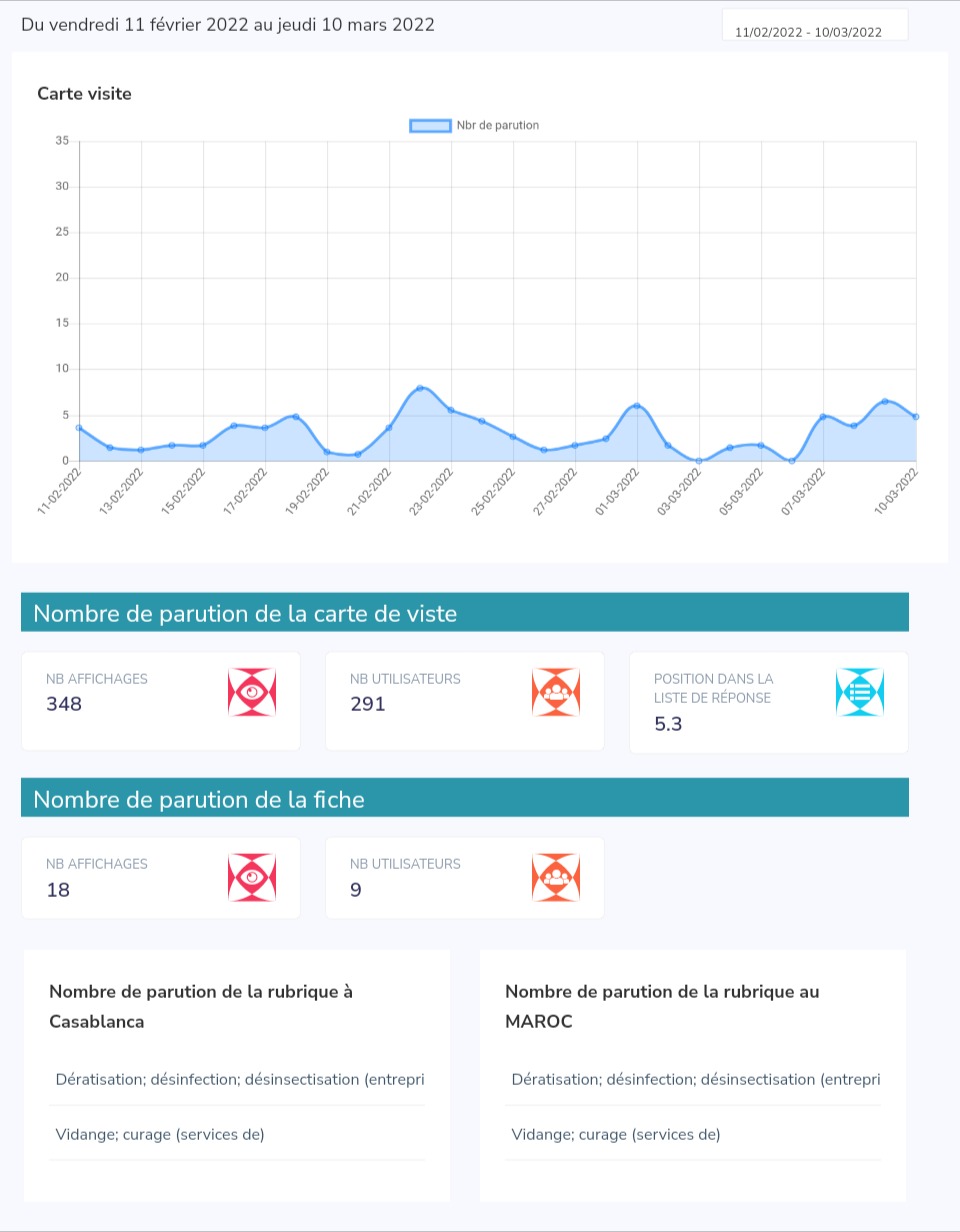 Du vendredi 11 février 2022 au jeudi 10 mars 2022
11/02/2022 - 10/03/2022
Carte visite
Nbr de parution
35
30
25
20
15
10
5
0
11-02-2022
13-02-2022
15-02-2022
17-02-2022
19-02-2022
21-02-2022
23-02-2022
25-02-2022
27-02-2022
01-03-2022
03-03-2022
05-03-2022
07-03-2022
10-03-2022
Nombre de parution de la carte de viste
NB AFFICHAGES
348
NB UTILISATEURS
291
POSITION DANS LA
LISTE DE RÉPONSE
5.3
Nombre de parution de la fiche
NB AFFICHAGES
18
NB UTILISATEURS
9
Nombre de parution de la rubrique à
Casablanca
Dératisation; désinfection; désinsectisation (entrepri
Vidange; curage (services de)
Nombre de parution de la rubrique au
MAROC
Dératisation; désinfection; désinsectisation (entrepri
Vidange; curage (services de)